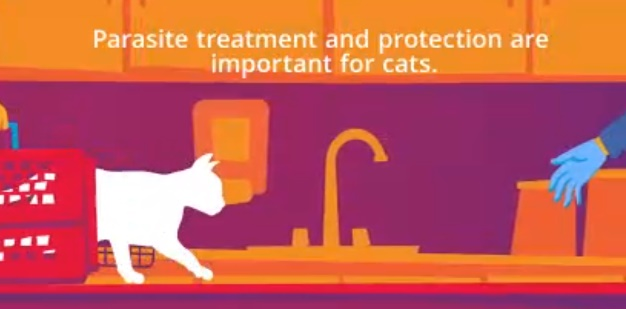 Parasite treatment and protection are
important for cats.